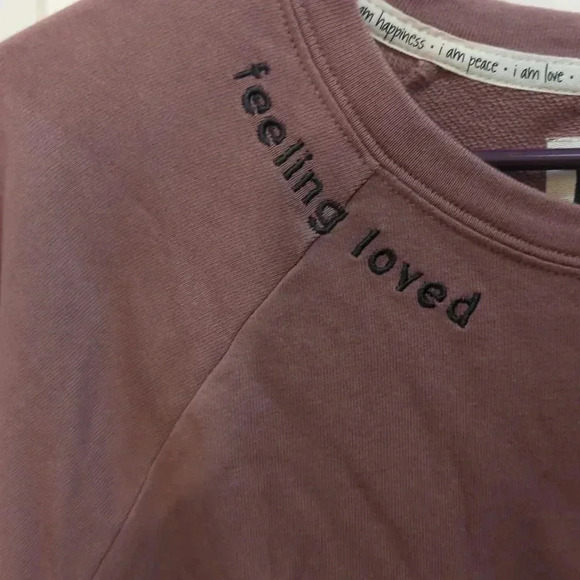 am happiness • i am peace • i am love •
feeling loved